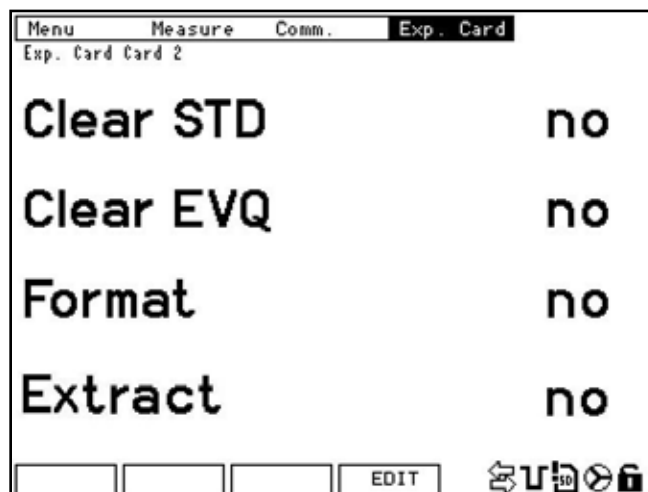 Menu Measure Comm. Exp. Card
Exp. Card Card 2
Clear STD no
Clear EVQ no
Format no
Extract no
EDIT SD